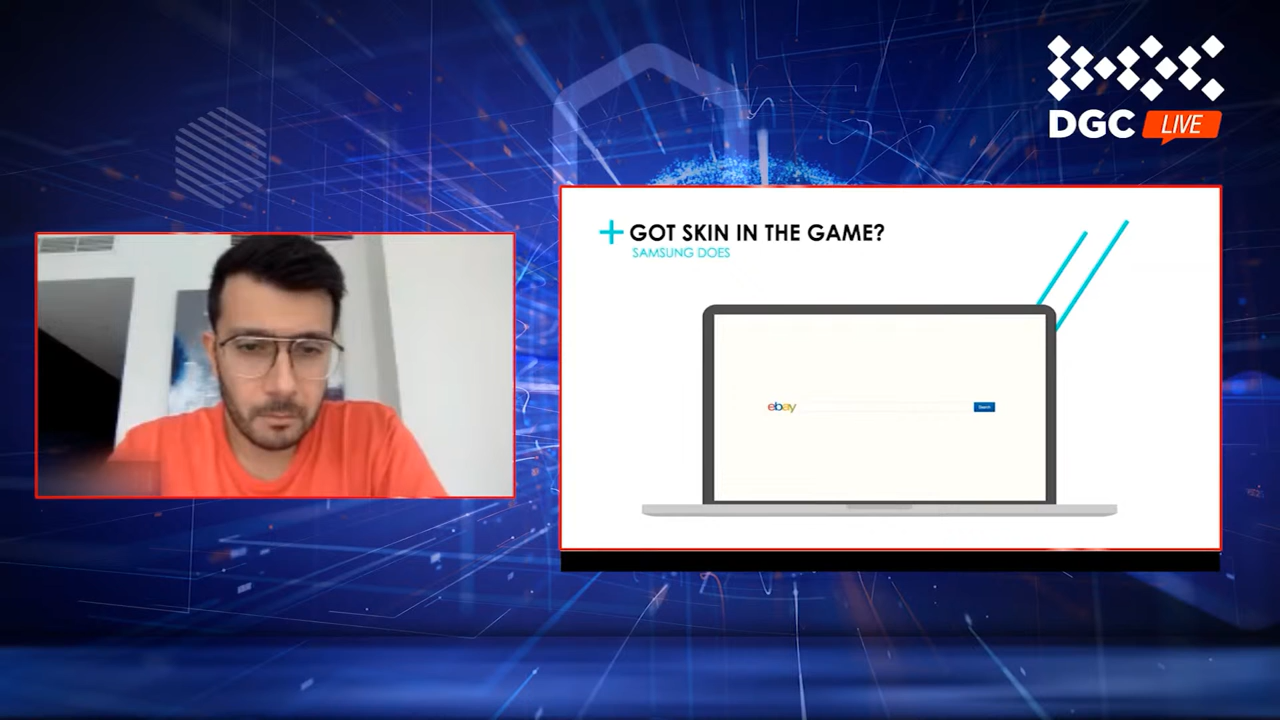 DGC LIVE
GOT SKIN IN THE GAME?
SAMSUNG DOES
ebay
Search